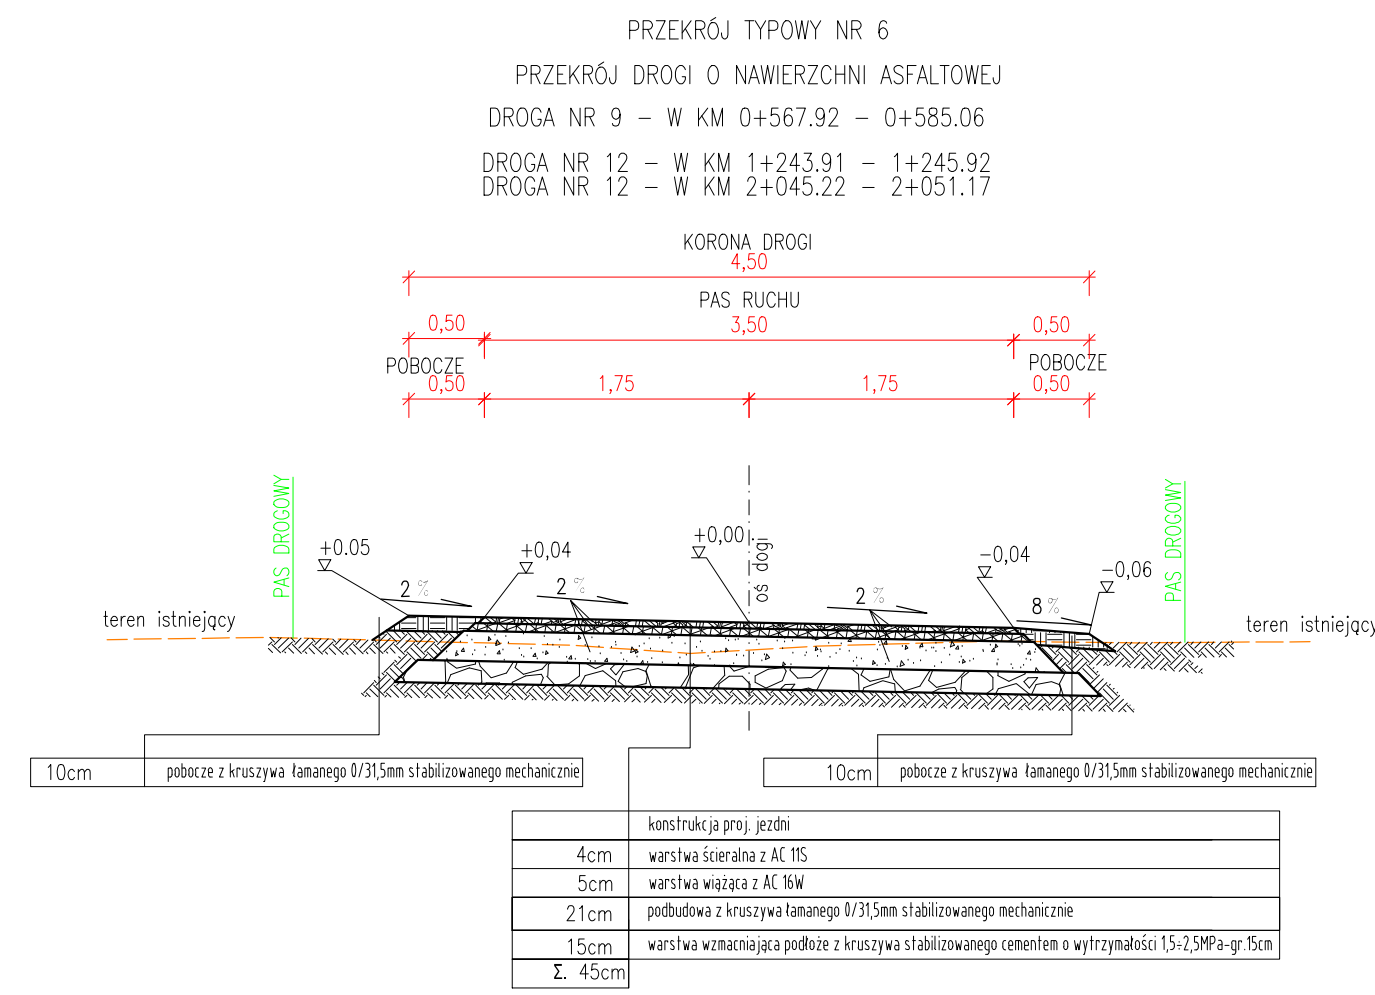 PRZEKRÓJ TYPOWY NR 6
PRZEKRÓJ DROGI O NAWIERZCHNI ASFALTOWEJ
DROGA NR 9 – W KM 0+567.92 – 0+585.06
DROGA NR 12 – W KM 1+243.91 – 1+245.92
DROGA NR 12 – W KM 2+045.22 – 2+051.17
KORONA DROGI
4,50
PAS RUCHU
0,50 3,50 0,50
POBOCZE POBOCZE
0,50 1,75 1,75 0,50
PAS DROGOWY
PAS DROGOWY
oś dogi
+0.05 +0,04 +0,00 -0,04 -0,06
2 % 2 % 2 % 8 %
teren istniejący
teren istniejący
10cm pobocze z kruszywa łamanego 0/31,5mm stabilizowanego mechanicznie
10cm pobocze z kruszywa łamanego 0/31,5mm stabilizowanego mechanicznie
konstrukcja proj. jezdni
4cm warstwa ścieralna z AC 11S
5cm warstwa wiążąca z AC 16W
21cm podbudowa z kruszywa łamanego 0/31,5mm stabilizowanego mechanicznie
15cm warstwa wzmacniająca podłoże z kruszywa stabilizowanego cementem o wytrzymałości 1,5÷2,5MPa-gr.15cm
Σ. 45cm